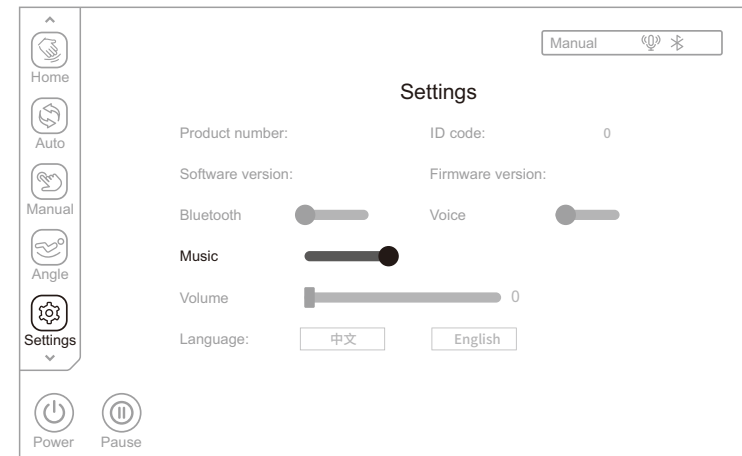 Home
Auto
Manual
Angle
Settings
Power
Pause
Manual
Settings
Product number:
ID code: 0
Software version:
Firmware version:
Bluetooth
Voice
Music
Volume 0
Language: 中文 English